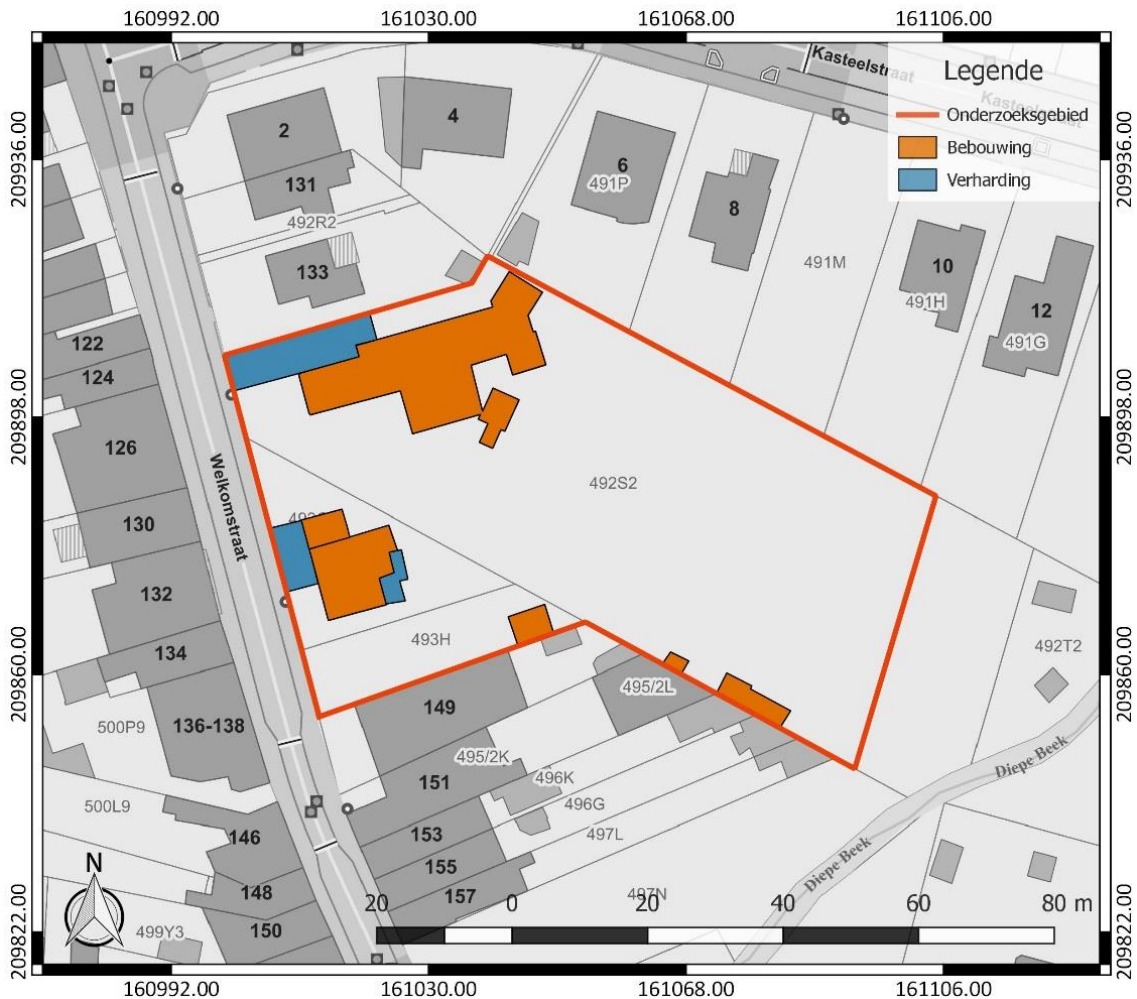 160992.00 161030.00 161068.00 161106.00
Kasteelstraat
Kasteelstraat
Legende
Onderzoeksgebied
Bebouwing
Verharding
209936.00 209936.00
2
4
131
6
491P
8
492R2
133
491M
10
491H
12
491G
122
124
209898.00 209898.00
126
Welkomstraat
492S2
130
132
493H
134
492T2
209860.00 209860.00
495/2L
149
136-138
500P9
495/2K
151
496K
Diepe Beek
500L9
496G
146
153
497L
155
Diepe Beek
148
157
497N
N
150
499Y3
20 0 20 40 60 80 m
209822.00 209822.00
160992.00 161030.00 161068.00 161106.00